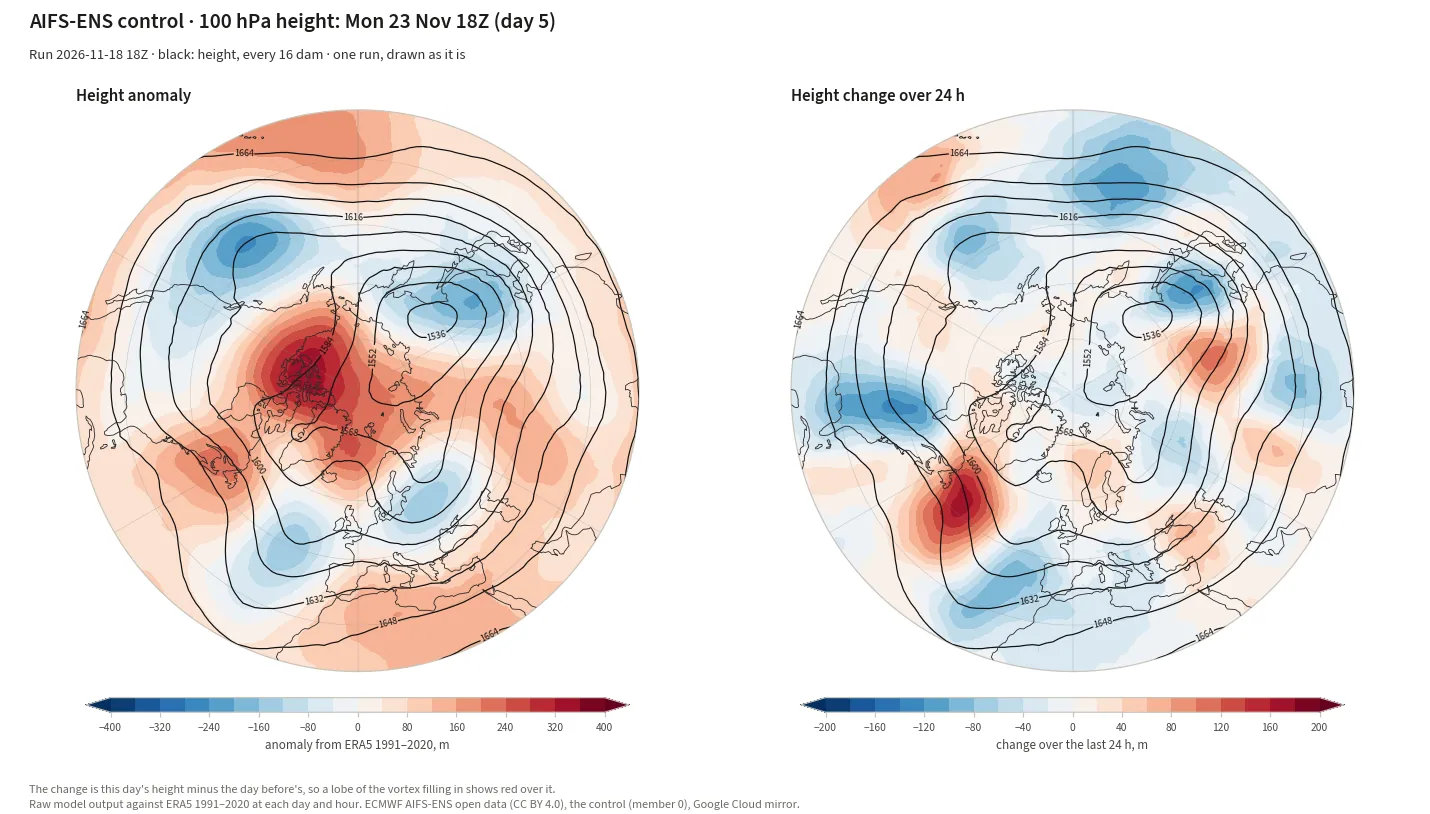 AIFS-ENS control · 100 hPa height: Mon 23 Nov 18Z (day 5)
Run 2026-11-18 18Z · black: height, every 16 dam · one run, drawn as it is
Height anomaly
Height change over 24 h
1664
1616
1664
1584
1536
1552
1568
1600
1632
1648
1664
1664
1616
1664
1584
1536
1552
1568
1600
1632
1648
1664
−400 −320 −240 −160 −80 0 80 160 240 320 400
anomaly from ERA5 1991–2020, m
−200 −160 −120 −80 −40 0 40 80 120 160 200
change over the last 24 h, m
The change is this day's height minus the day before's, so a lobe of the vortex filling in shows red over it.
Raw model output against ERA5 1991–2020 at each day and hour. ECMWF AIFS-ENS open data (CC BY 4.0), the control (member 0), Google Cloud mirror.